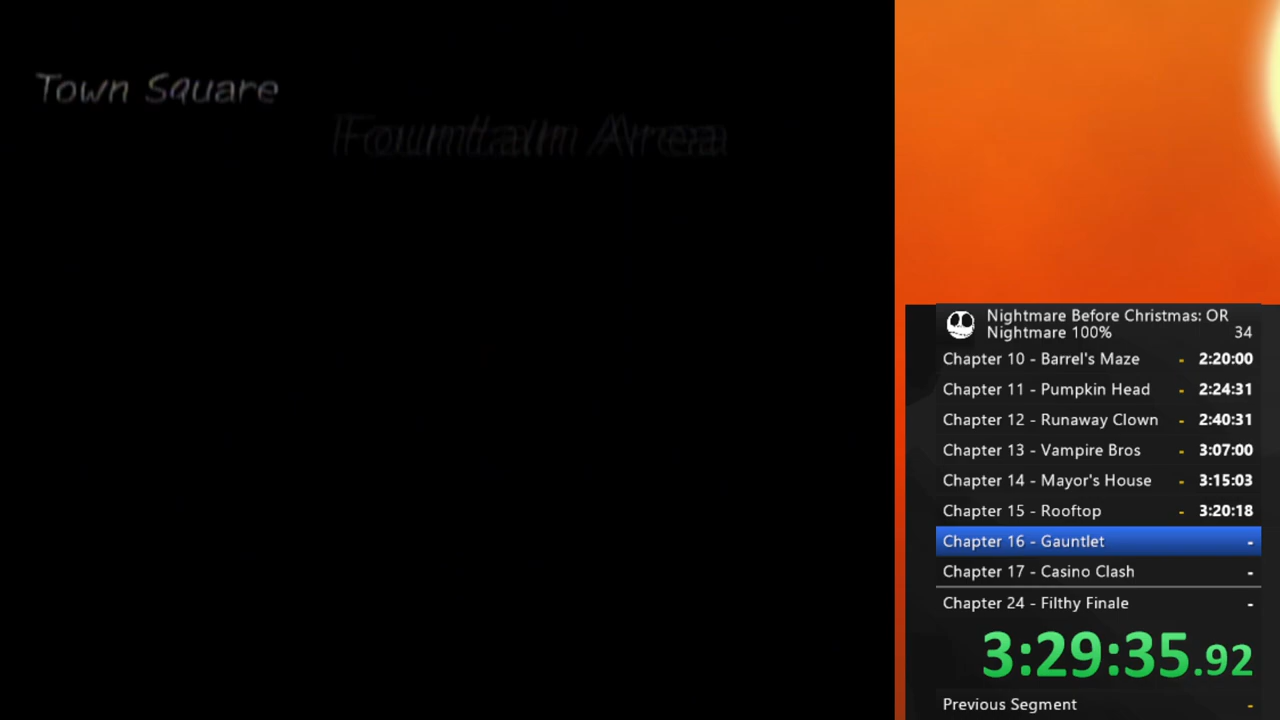 Town Square
Fountain Area
Nightmare Before Christmas: OR
Nightmare 100% 34
Chapter 10 - Barrel's Maze - 2:20:00
Chapter 11 - Pumpkin Head - 2:24:31
Chapter 12 - Runaway Clown - 2:40:31
Chapter 13 - Vampire Bros - 3:07:00
Chapter 14 - Mayor's House - 3:15:03
Chapter 15 - Rooftop - 3:20:18
Chapter 16 - Gauntlet -
Chapter 17 - Casino Clash -
Chapter 24 - Filthy Finale -
3:29:35.92
Previous Segment -